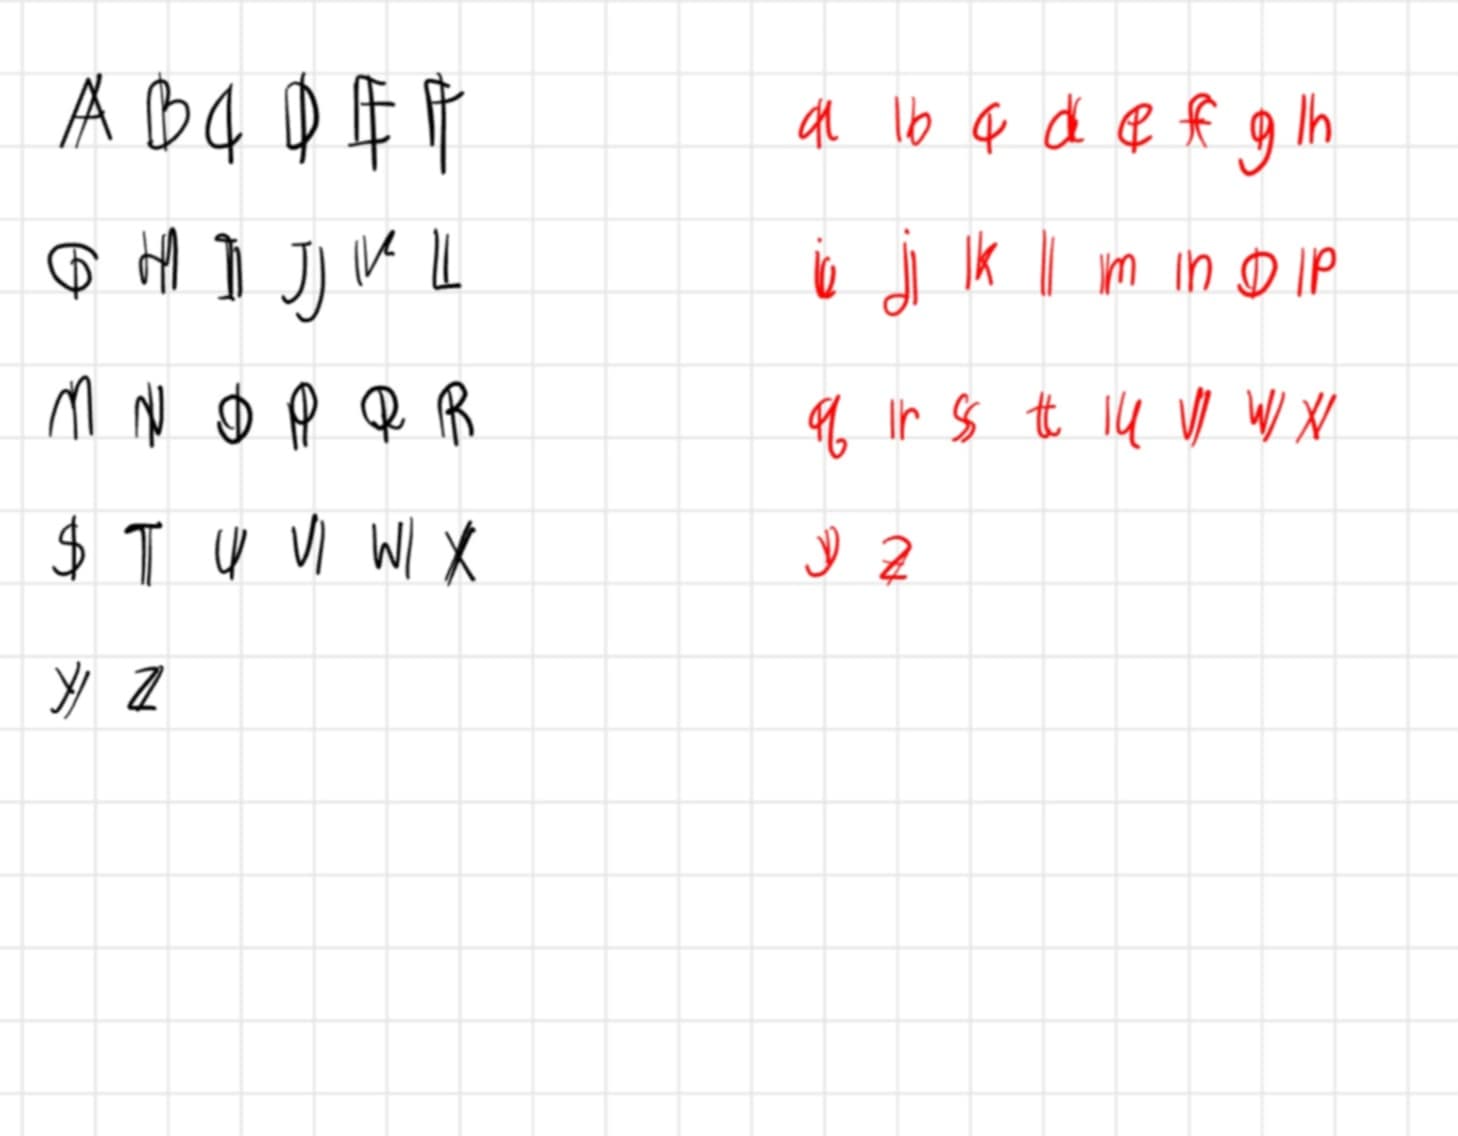 A B C D E F
G H I J K L
M N O P Q R
S T U V W X
Y Z
a b c d e f g h
i j k l m n o p
q r s t u v w x
y z